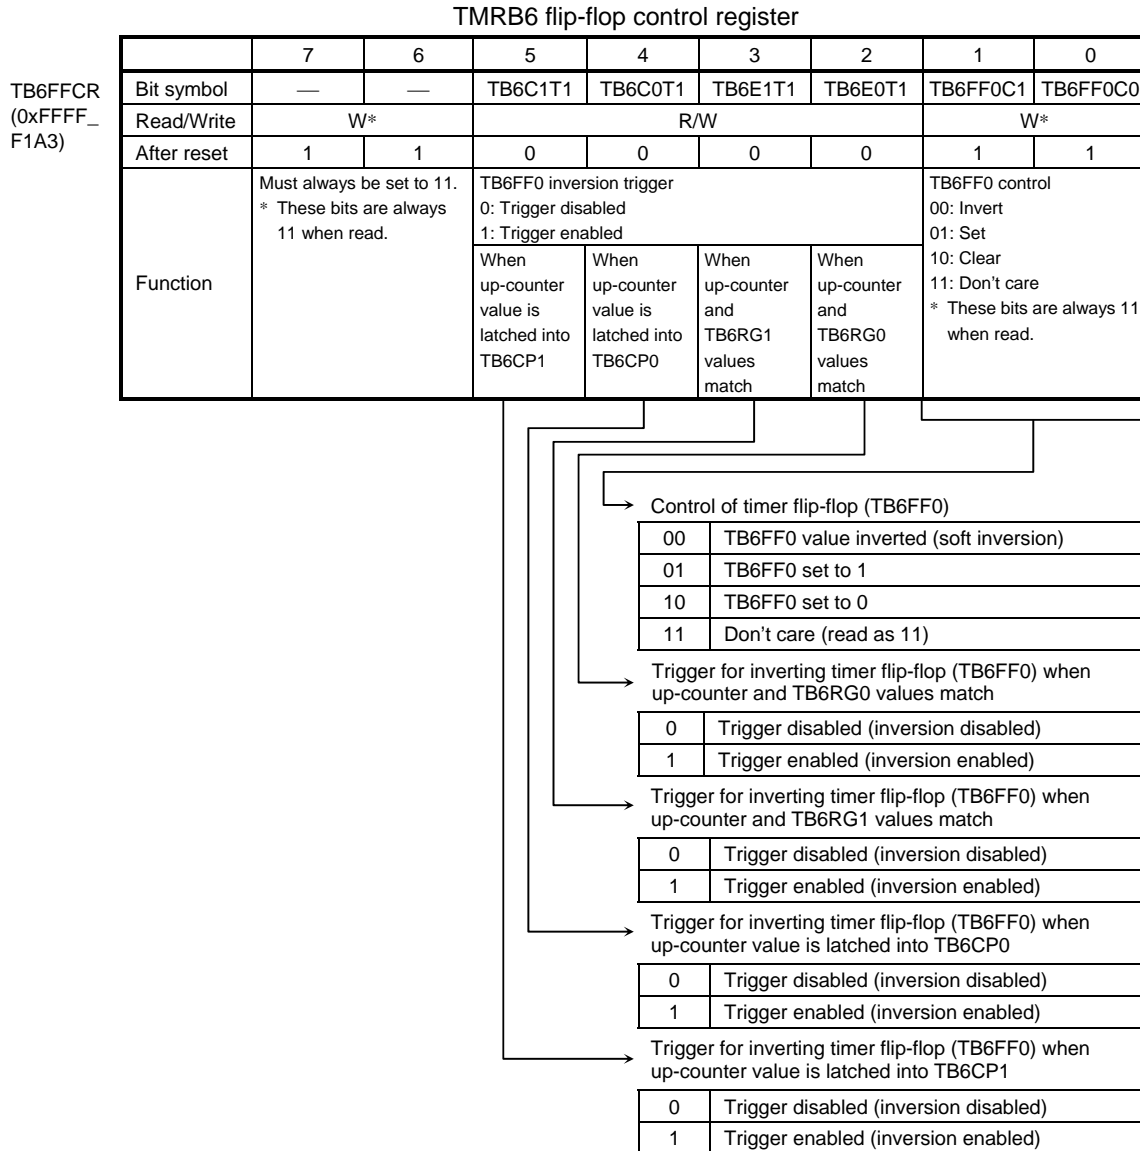 TMRB6 flip-flop control register
7 6 5 4 3 2 1 0
TB6FFCR
(0xFFFF_
F1A3)
Bit symbol — — TB6C1T1 TB6C0T1 TB6E1T1 TB6E0T1 TB6FF0C1 TB6FF0C0
Read/Write W* R/W W*
After reset 1 1 0 0 0 0 1 1
Function
Must always be set to 11.
* These bits are always
11 when read.
TB6FF0 inversion trigger
0: Trigger disabled
1: Trigger enabled
When
up-counter
value is
latched into
TB6CP1
When
up-counter
value is
latched into
TB6CP0
When
up-counter
and
TB6RG1
values
match
When
up-counter
and
TB6RG0
values
match
TB6FF0 control
00: Invert
01: Set
10: Clear
11: Don't care
* These bits are always 11
when read.
Control of timer flip-flop (TB6FF0)
00 TB6FF0 value inverted (soft inversion)
01 TB6FF0 set to 1
10 TB6FF0 set to 0
11 Don't care (read as 11)
Trigger for inverting timer flip-flop (TB6FF0) when
up-counter and TB6RG0 values match
0 Trigger disabled (inversion disabled)
1 Trigger enabled (inversion enabled)
Trigger for inverting timer flip-flop (TB6FF0) when
up-counter and TB6RG1 values match
0 Trigger disabled (inversion disabled)
1 Trigger enabled (inversion enabled)
Trigger for inverting timer flip-flop (TB6FF0) when
up-counter value is latched into TB6CP0
0 Trigger disabled (inversion disabled)
1 Trigger enabled (inversion enabled)
Trigger for inverting timer flip-flop (TB6FF0) when
up-counter value is latched into TB6CP1
0 Trigger disabled (inversion disabled)
1 Trigger enabled (inversion enabled)